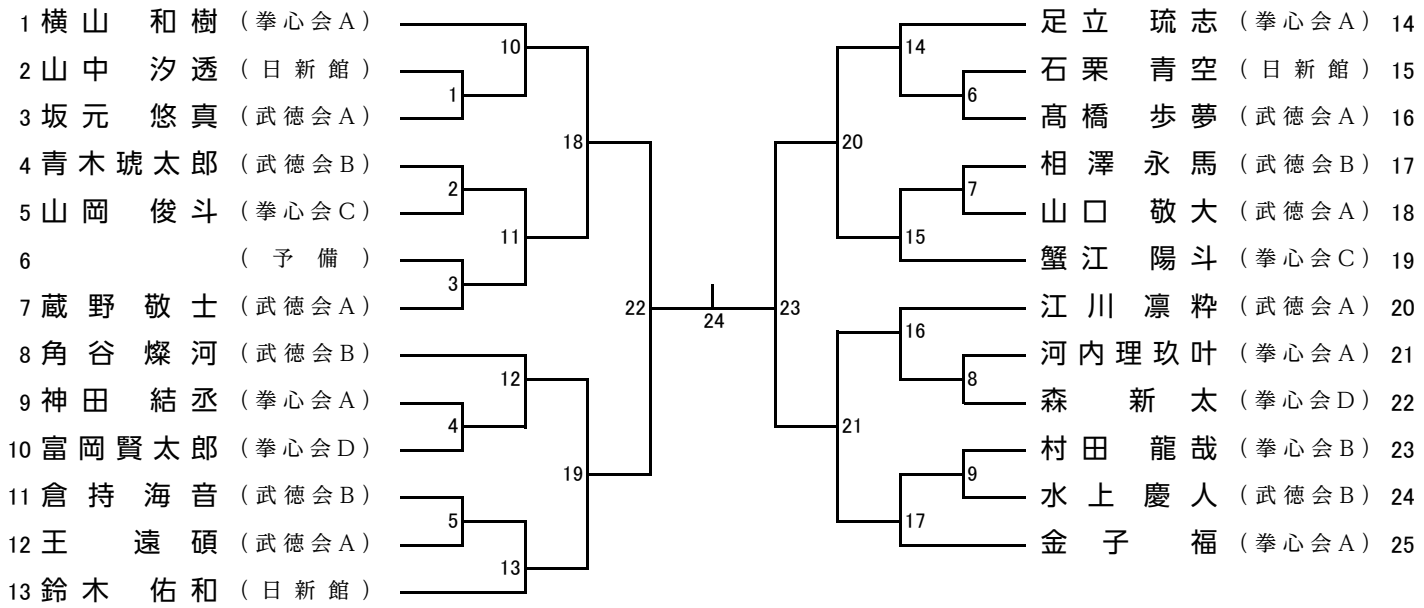 1 横山 和樹 (拳心会A)
2 山中 汐透 (日新館)
3 坂元 悠真 (武徳会A)
4 青木琥太郎 (武徳会B)
5 山岡 俊斗 (拳心会C)
6 (予備)
7 蔵野敬士 (武徳会A)
8 角谷燦河 (武徳会B)
9 神田 結丞 (拳心会A)
10 富岡賢太郎 (拳心会D)
11 倉持海音 (武徳会B)
12 王 遠碩 (武徳会A)
13 鈴木 佑和 (日新館)
10
1
18
2
11
3
22
12
4
19
5
13
24
14
6
20
7
15
23
16
8
21
9
17
足立 琉志 (拳心会A) 14
石栗 青空 (日新館) 15
髙橋 歩夢 (武徳会A) 16
相澤永馬 (武徳会B) 17
山口 敬大 (武徳会A) 18
蟹江 陽斗 (拳心会C) 19
江川 凛粋 (武徳会A) 20
河内理玖叶 (拳心会A) 21
森 新太 (拳心会D) 22
村田 龍哉 (拳心会B) 23
水上慶人 (武徳会B) 24
金子 福 (拳心会A) 25